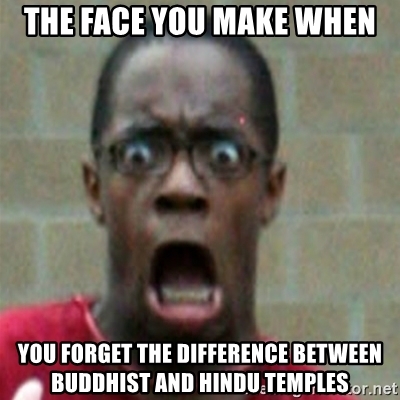 THE FACE YOU MAKE WHEN
YOU FORGET THE DIFFERENCE BETWEEN
BUDDHIST AND HINDU TEMPLES